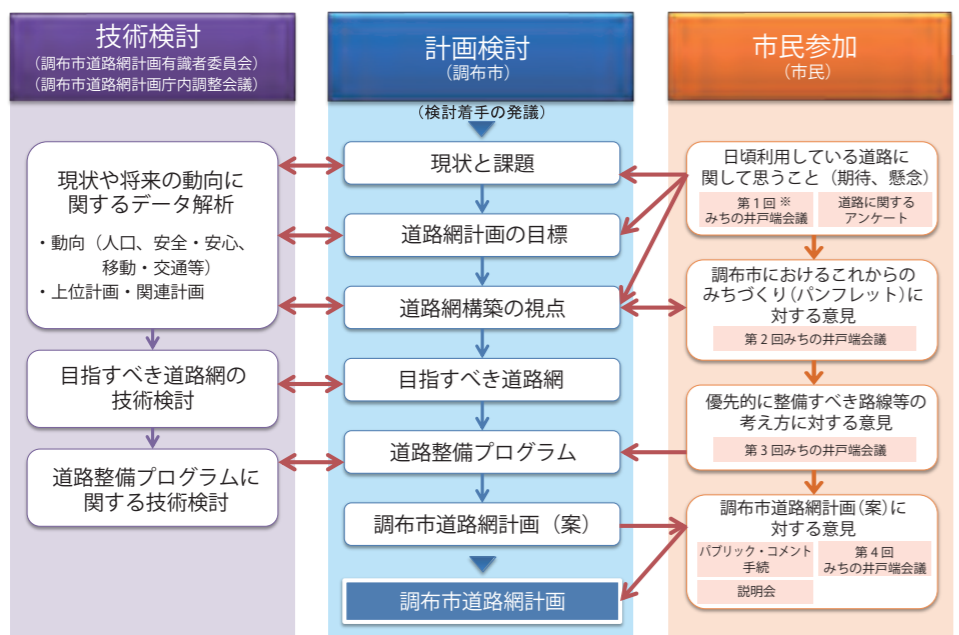 技術検討
（調布市道路網計画有識者委員会）
（調布市道路網計画庁内調整会議）
現状や将来の動向に
関するデータ解析
・動向（人口、安全・安心、
移動・交通等）
・上位計画・関連計画
目指すべき道路網の
技術検討
道路整備プログラムに
関する技術検討
計画検討
（調布市）
（検討着手の発議）
現状と課題
道路網計画の目標
道路網構築の視点
目指すべき道路網
道路整備プログラム
調布市道路網計画（案）
調布市道路網計画
市民参加
（市民）
日頃利用している道路に
関して思うこと（期待、懸念）
第１回※
みちの井戸端会議
道路に関する
アンケート
調布市におけるこれからの
みちづくり（パンフレット）に
対する意見
第２回みちの井戸端会議
優先的に整備すべき路線等の
考え方に対する意見
第３回みちの井戸端会議
調布市道路網計画（案）に
対する意見
パブリック・コメント
手続
第４回
みちの井戸端会議
説明会